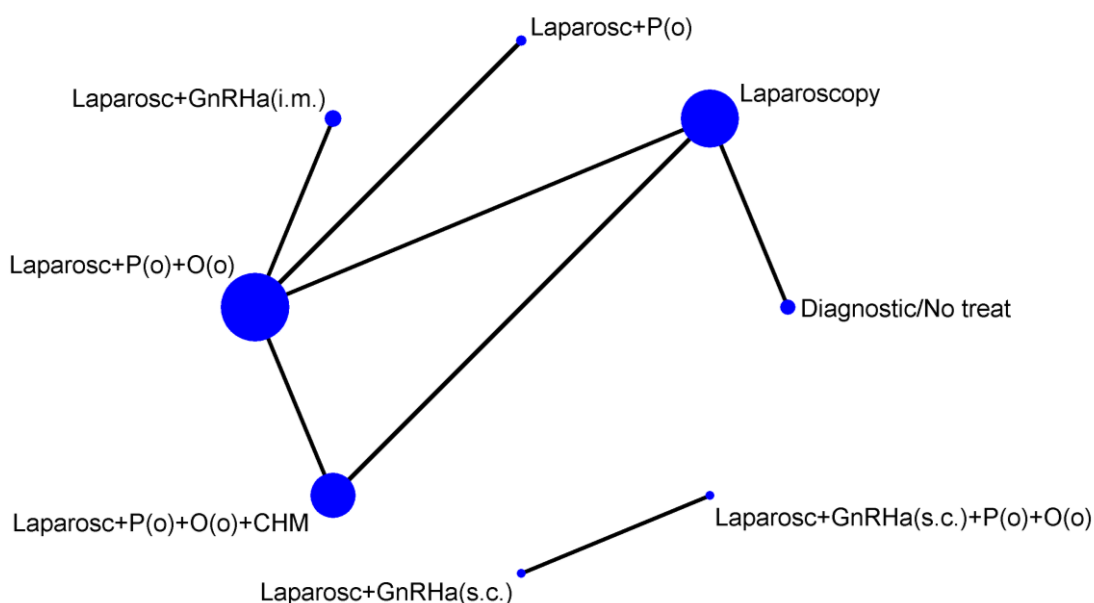 Laparosc+P(o)
Laparosc+GnRHa(i.m.)
Laparoscopy
Laparosc+P(o)+O(o)
Diagnostic/No treat
Laparosc+P(o)+O(o)+CHM
Laparosc+GnRHa(s.c.)+P(o)+O(o)
Laparosc+GnRHa(s.c.)